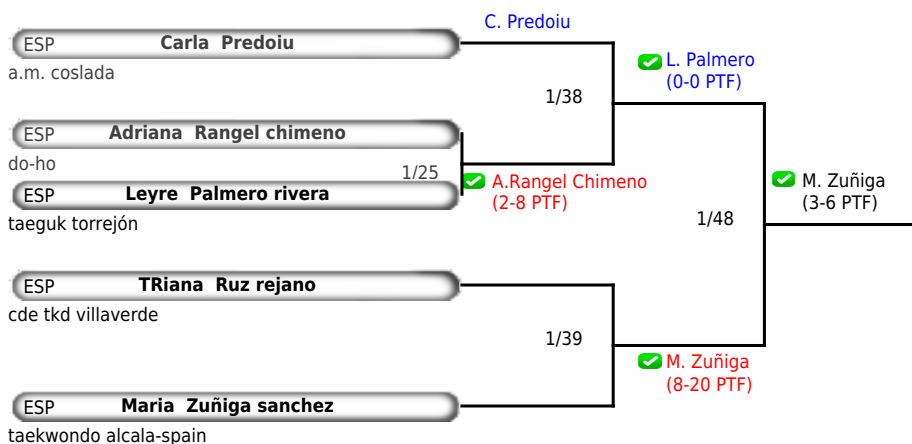 C. Predoiu
ESP Carla Predoiu
a.m. coslada
L. Palmero
(0-0 PTF)
1/38
ESP Adriana Rangel chimeno
do-ho
1/25
A.Rangel Chimeno
(2-8 PTF)
ESP Leyre Palmero rivera
taeguk torrejón
M. Zuñiga
(3-6 PTF)
1/48
ESP TRiana Ruz rejano
cde tkd villaverde
1/39
M. Zuñiga
(8-20 PTF)
ESP Maria Zuñiga sanchez
taekwondo alcala-spain